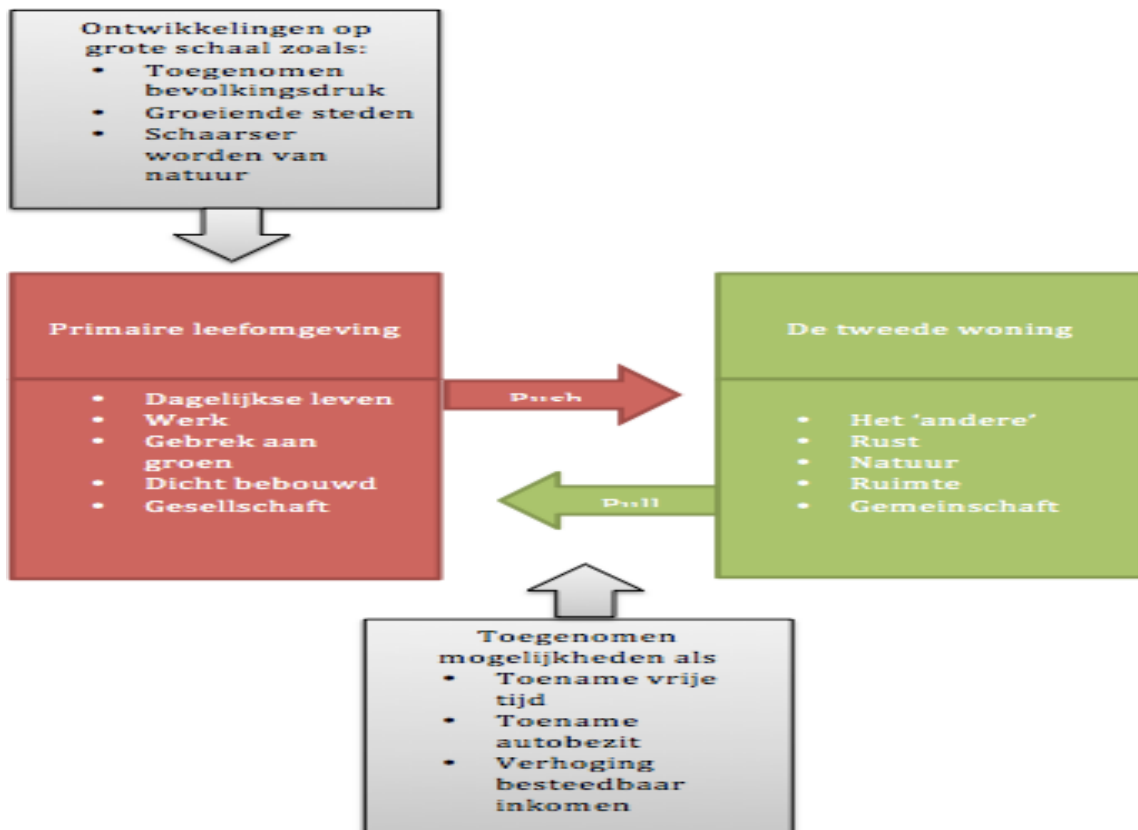 Ontwikkelingen op
grote schaal zoals:
• Toegenomen
bevolkingsdruk
• Groeiende steden
• Schaarser
worden van
natuur
Primaire leefomgeving
• Dagelijkse leven
• Werk
• Gebrek aan
groen
• Dicht bebouwd
• Gesellschaft
Push
Pull
De tweede woning
• Het ‘andere’
• Rust
• Natuur
• Ruimte
• Gemeinschaft
Toegenomen
mogelijkheden als
• Toename vrije
tijd
• Toename
autobezit
• Verhoging
besteedbaar
inkomen